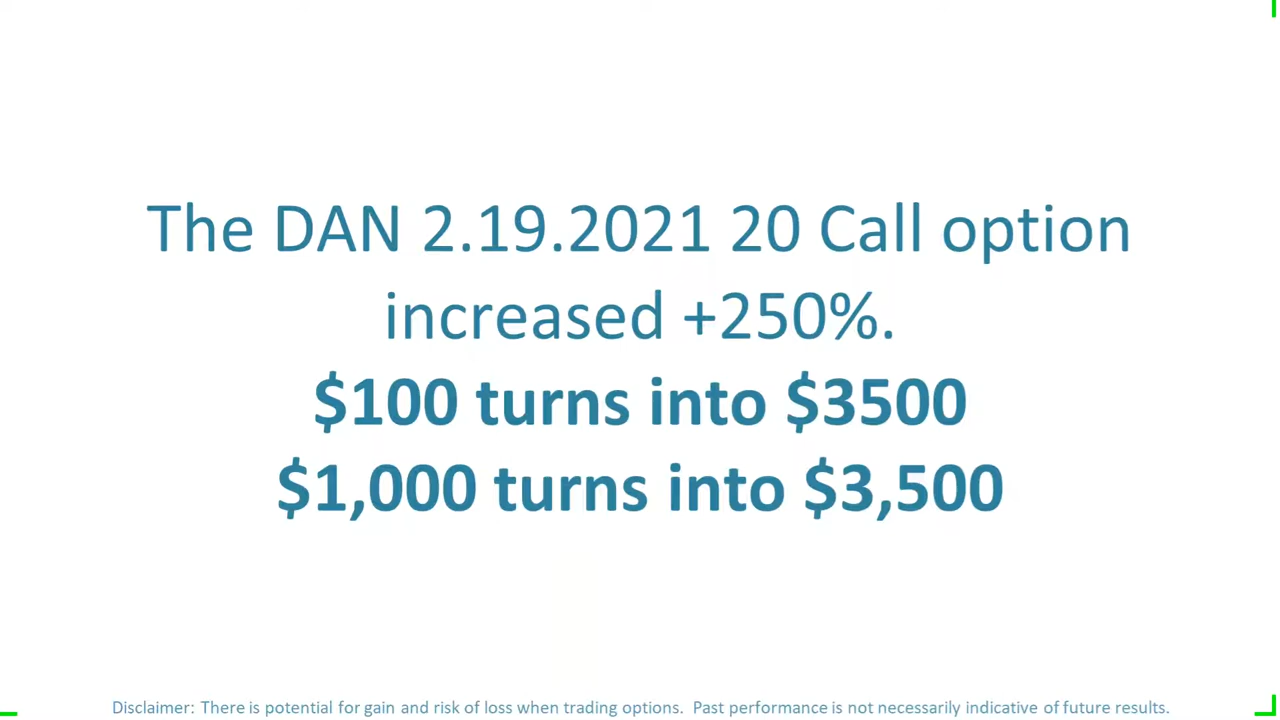 The DAN 2.19.2021 20 Call option
increased +250%.
$100 turns into $3500
$1,000 turns into $3,500
Disclaimer: There is potential for gain and risk of loss when trading options.  Past performance is not necessarily indicative of future results.